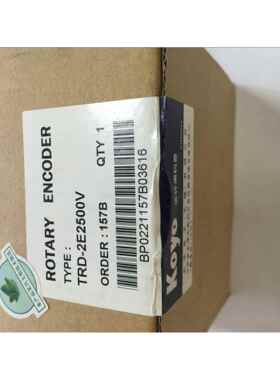 ROTARY ENCODER
TYPE :
TRD-2E2500V
ORDER : 157B QTY 1
BP0221157B03616
Koyo